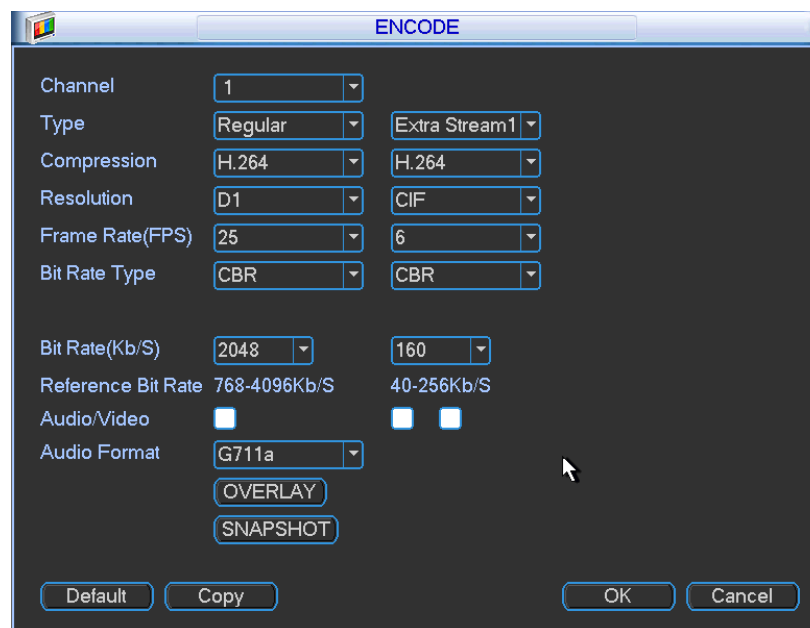 ENCODE
Channel 1
Type Regular Extra Stream1
Compression H.264 H.264
Resolution D1 CIF
Frame Rate(FPS) 25 6
Bit Rate Type CBR CBR
Bit Rate(Kb/S) 2048 160
Reference Bit Rate 768-4096Kb/S 40-256Kb/S
Audio/Video
Audio Format G711a
OVERLAY
SNAPSHOT
Default Copy OK Cancel